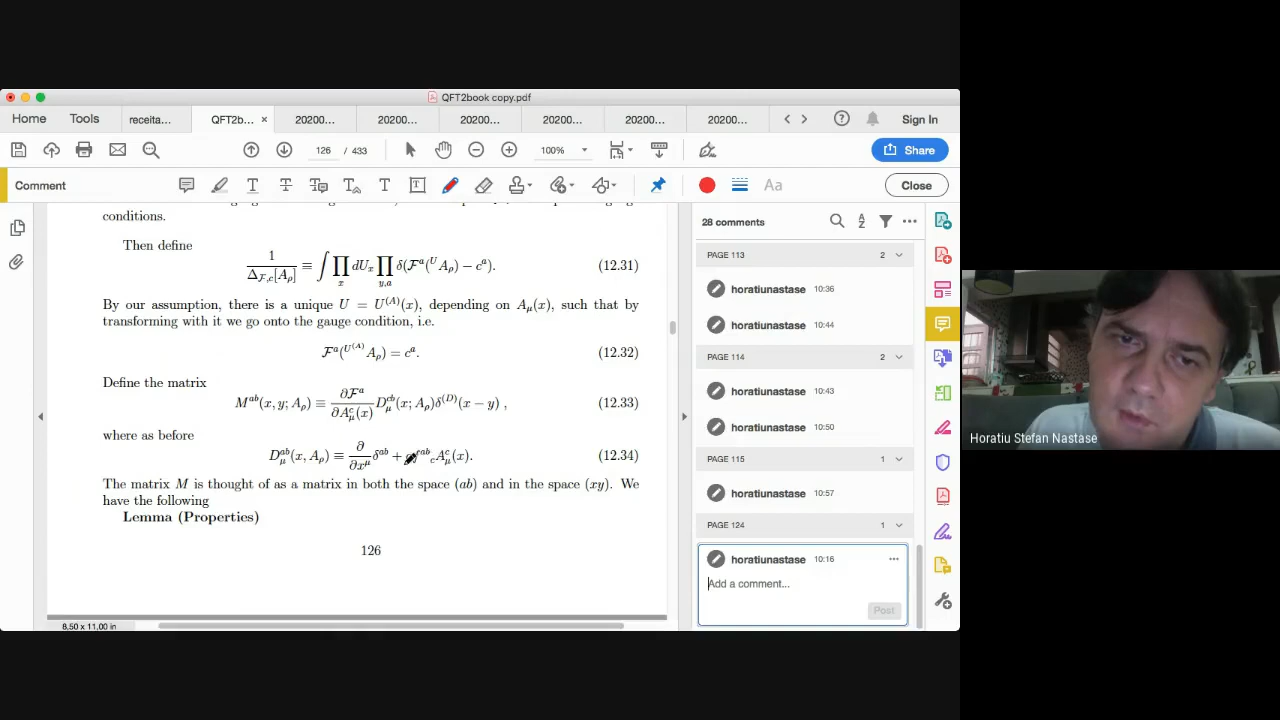 QFT2book copy.pdf
Home Tools receita... QFT2b... × 20200... 20200... 20200... 20200... 20200... 20200... Sign In
126 / 433 100% Share
Comment Aa Close
conditions.
Then define
1/Δ_{F,c}[A_ρ] ≡ ∫ ∏_x dU_x ∏_{y,a} δ(F^a(^U A_ρ) − c^a). (12.31)
By our assumption, there is a unique U = U^{(A)}(x), depending on A_μ(x), such that by
transforming with it we go onto the gauge condition, i.e.
F^a(^{U^{(A)}} A_ρ) = c^a. (12.32)
Define the matrix
M^{ab}(x, y; A_ρ) ≡ ∂F^a/∂A^c_μ(x) D^{cb}_μ(x; A_ρ)δ^{(D)}(x − y) , (12.33)
where as before
D^{ab}_μ(x, A_ρ) ≡ ∂/∂x^μ δ^{ab} + f^{ab}_c A^c_μ(x). (12.34)
The matrix M is thought of as a matrix in both the space (ab) and in the space (xy). We
have the following
Lemma (Properties)
126
8,50 x 11,00 in
28 comments
PAGE 113 2
horatiunastase 10:36
horatiunastase 10:44
PAGE 114 2
horatiunastase 10:43
horatiunastase 10:50
PAGE 115 1
horatiunastase 10:57
PAGE 124 1
horatiunastase 10:16
Add a comment...
Post
Horatiu Stefan Nastase